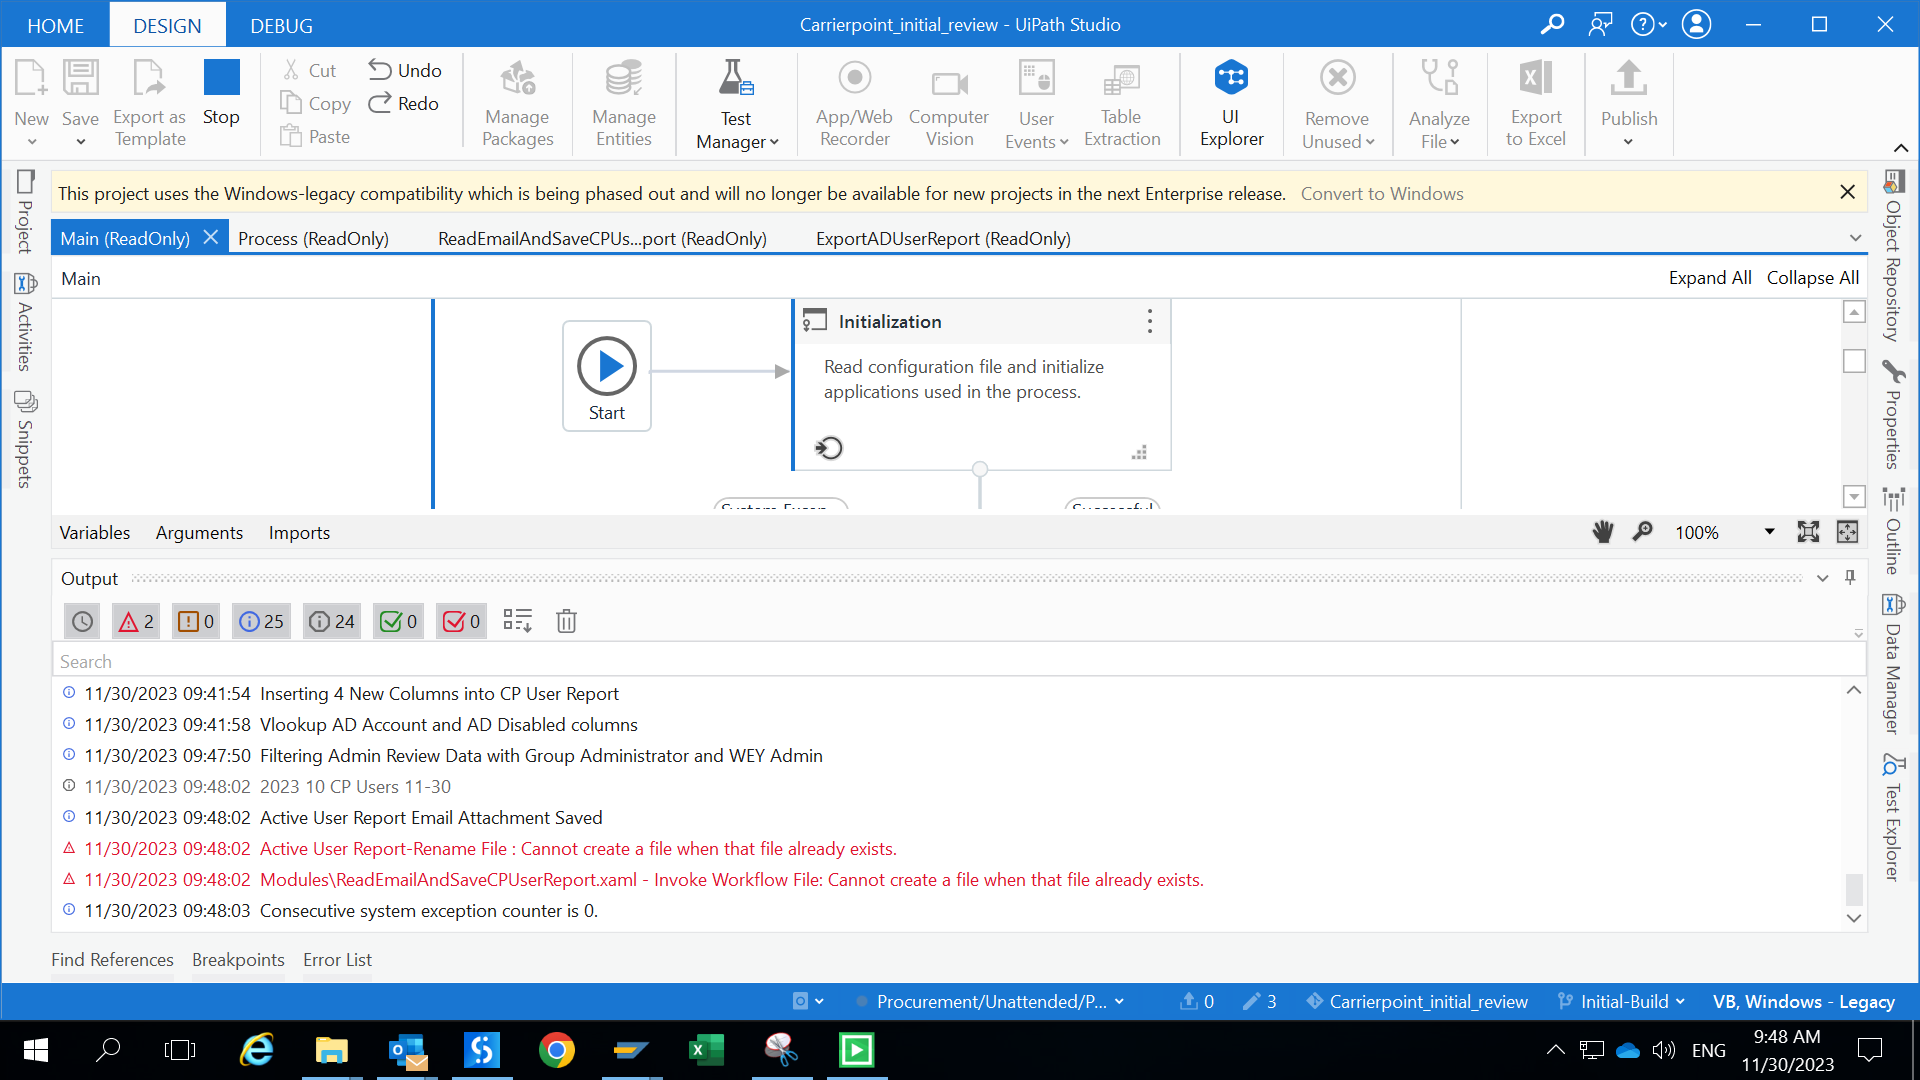 HOME
DESIGN
DEBUG
Carrierpoint_initial_review - UiPath Studio
New
Save
Export as
Template
Stop
Cut
Copy
Paste
Undo
Redo
Manage
Packages
Manage
Entities
Test
Manager
App/Web
Recorder
Computer
Vision
User
Events
Table
Extraction
UI
Explorer
Remove
Unused
Analyze
File
Export
to Excel
Publish
This project uses the Windows-legacy compatibility which is being phased out and will no longer be available for new projects in the next Enterprise release. Convert to Windows
Project
Activities
Snippets
Main (ReadOnly)
Process (ReadOnly)
ReadEmailAndSaveCPUs...port (ReadOnly)
ExportADUserReport (ReadOnly)
Main
Expand All
Collapse All
Start
Initialization
Read configuration file and initialize
applications used in the process.
System Excep
Successful
Variables
Arguments
Imports
100%
Output
2
0
25
24
0
0
Search
11/30/2023 09:41:54 Inserting 4 New Columns into CP User Report
11/30/2023 09:41:58 Vlookup AD Account and AD Disabled columns
11/30/2023 09:47:50 Filtering Admin Review Data with Group Administrator and WEY Admin
11/30/2023 09:48:02 2023 10 CP Users 11-30
11/30/2023 09:48:02 Active User Report Email Attachment Saved
11/30/2023 09:48:02 Active User Report-Rename File : Cannot create a file when that file already exists.
11/30/2023 09:48:02 Modules\ReadEmailAndSaveCPUserReport.xaml - Invoke Workflow File: Cannot create a file when that file already exists.
11/30/2023 09:48:03 Consecutive system exception counter is 0.
Find References
Breakpoints
Error List
Object Repository
Properties
Outline
Data Manager
Test Explorer
Procurement/Unattended/P...
0
3
Carrierpoint_initial_review
Initial-Build
VB, Windows - Legacy
ENG
9:48 AM
11/30/2023